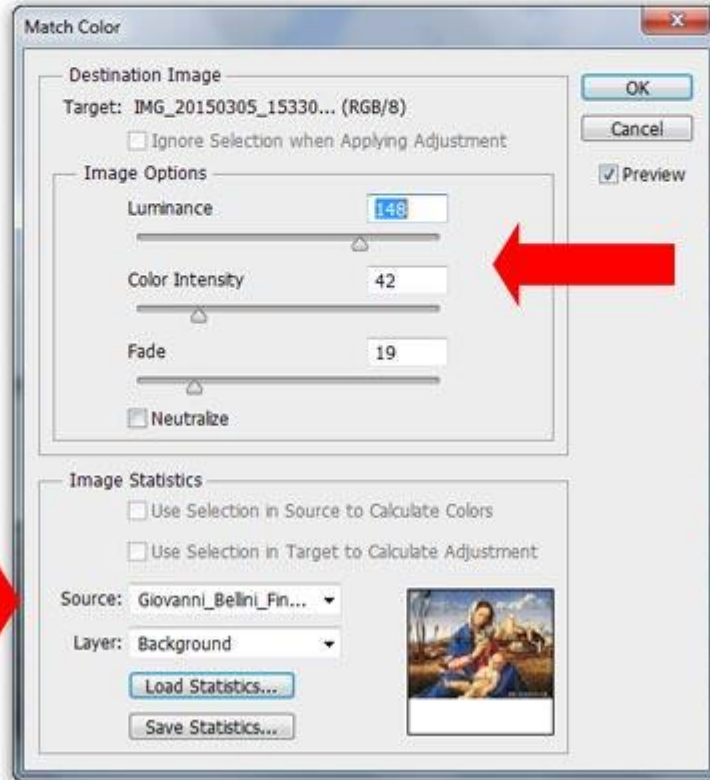 Match Color
Destination Image
Target: IMG_20150305_15330... (RGB/8)
Ignore Selection when Applying Adjustment
OK
Cancel
Preview
Image Options
Luminance 148
Color Intensity 42
Fade 19
Neutralize
Image Statistics
Use Selection in Source to Calculate Colors
Use Selection in Target to Calculate Adjustment
Source: Giovanni_Bellini_Fin...
Layer: Background
Load Statistics...
Save Statistics...